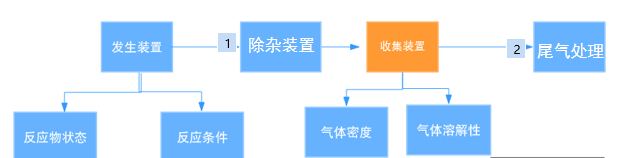 发生装置
1
除杂装置
收集装置
2
尾气处理
反应物状态
反应条件
气体密度
气体溶解性